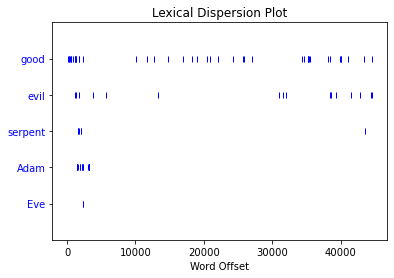 Lexical Dispersion Plot
good
evil
serpent
Adam
Eve
0 10000 20000 30000 40000
Word Offset